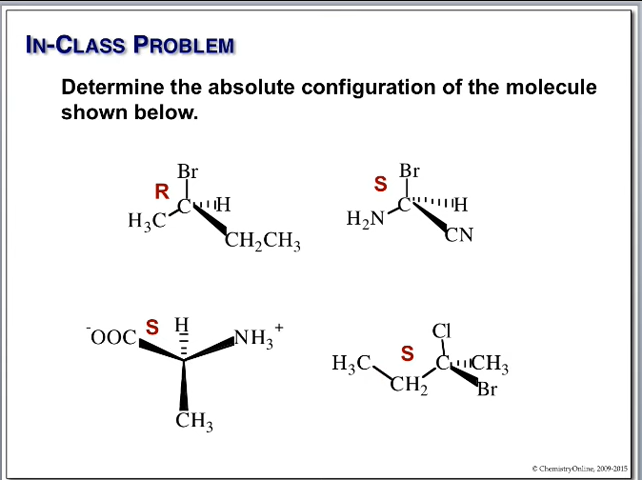 IN-CLASS PROBLEM
Determine the absolute configuration of the molecule
shown below.
Br
R
C
H
H₃C
CH₂CH₃
Br
S
C
H
H₂N
CN
⁻OOC
S
H
NH₃⁺
CH₃
Cl
H₃C
S
C
CH₃
CH₂
Br
© ChemistryOnline, 2009-2015